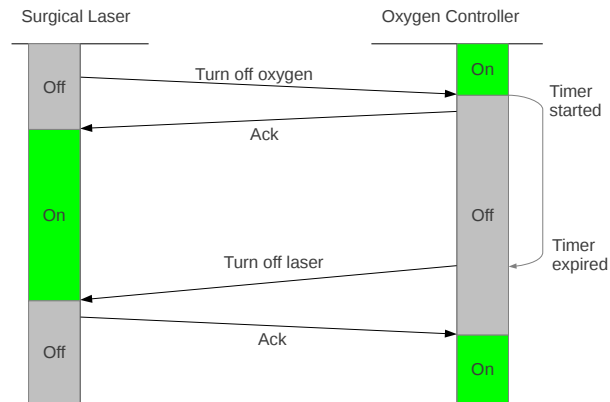 Surgical Laser
Oxygen Controller
Off
Turn off oxygen
On
Timer
started
Ack
On
Off
Turn off laser
Timer
expired
Off
Ack
On